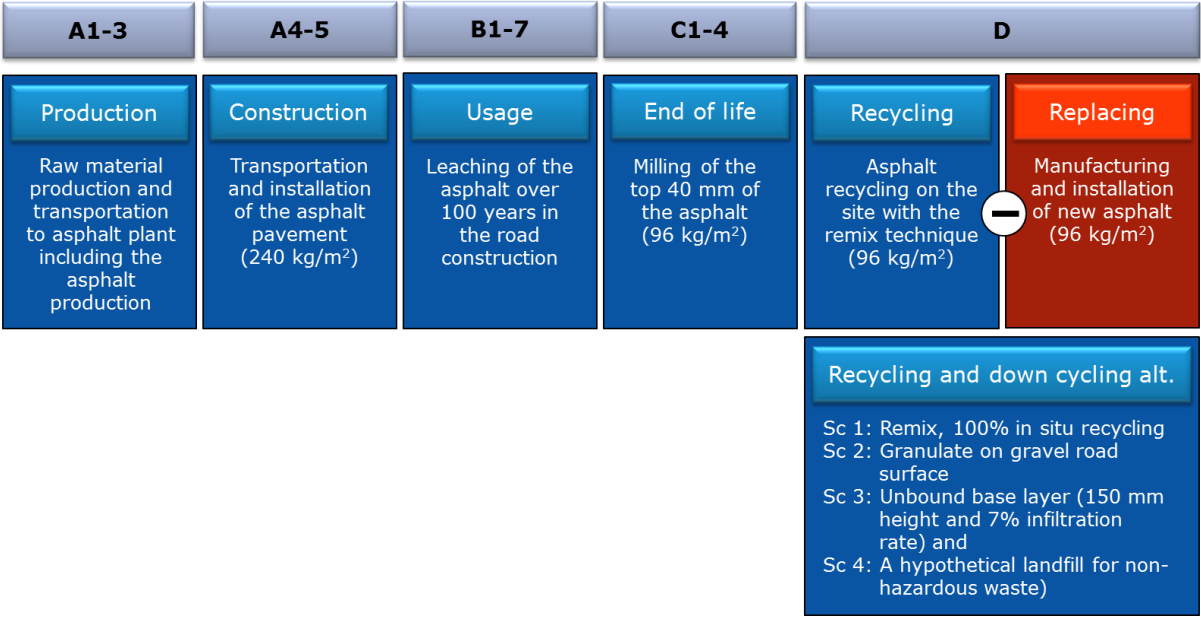 A1-3
A4-5
B1-7
C1-4
D
Production
Raw material
production and
transportation
to asphalt plant
including the
asphalt
production
Construction
Transportation
and installation
of the asphalt
pavement
(240 kg/m²)
Usage
Leaching of the
asphalt over
100 years in
the road
construction
End of life
Milling of the
top 40 mm of
the asphalt
(96 kg/m²)
Recycling
Asphalt
recycling on the
site with the
remix technique
(96 kg/m²)
Replacing
Manufacturing
and installation
of new asphalt
(96 kg/m²)
Recycling and down cycling alt.
Sc 1: Remix, 100% in situ recycling
Sc 2: Granulate on gravel road
surface
Sc 3: Unbound base layer (150 mm
height and 7% infiltration
rate) and
Sc 4: A hypothetical landfill for non-
hazardous waste)